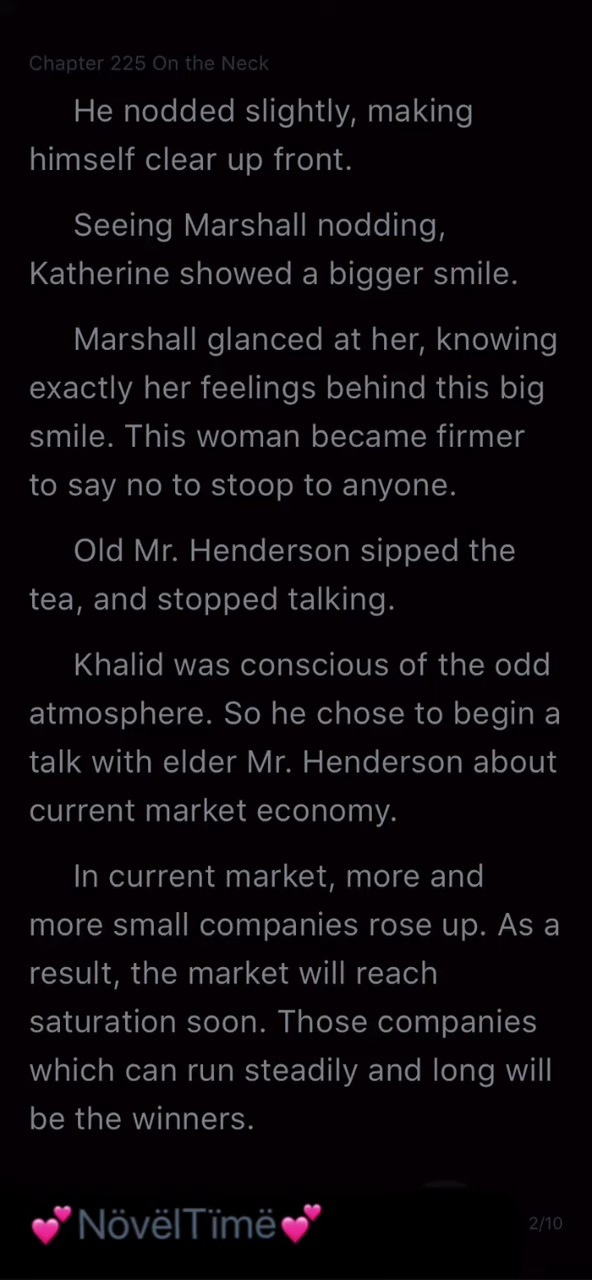 Chapter 225 On the Neck
He nodded slightly, making
himself clear up front.
Seeing Marshall nodding,
Katherine showed a bigger smile.
Marshall glanced at her, knowing
exactly her feelings behind this big
smile. This woman became firmer
to say no to stoop to anyone.
Old Mr. Henderson sipped the
tea, and stopped talking.
Khalid was conscious of the odd
atmosphere. So he chose to begin a
talk with elder Mr. Henderson about
current market economy.
In current market, more and
more small companies rose up. As a
result, the market will reach
saturation soon. Those companies
which can run steadily and long will
be the winners.
💕NövëlTïmë💕
2/10